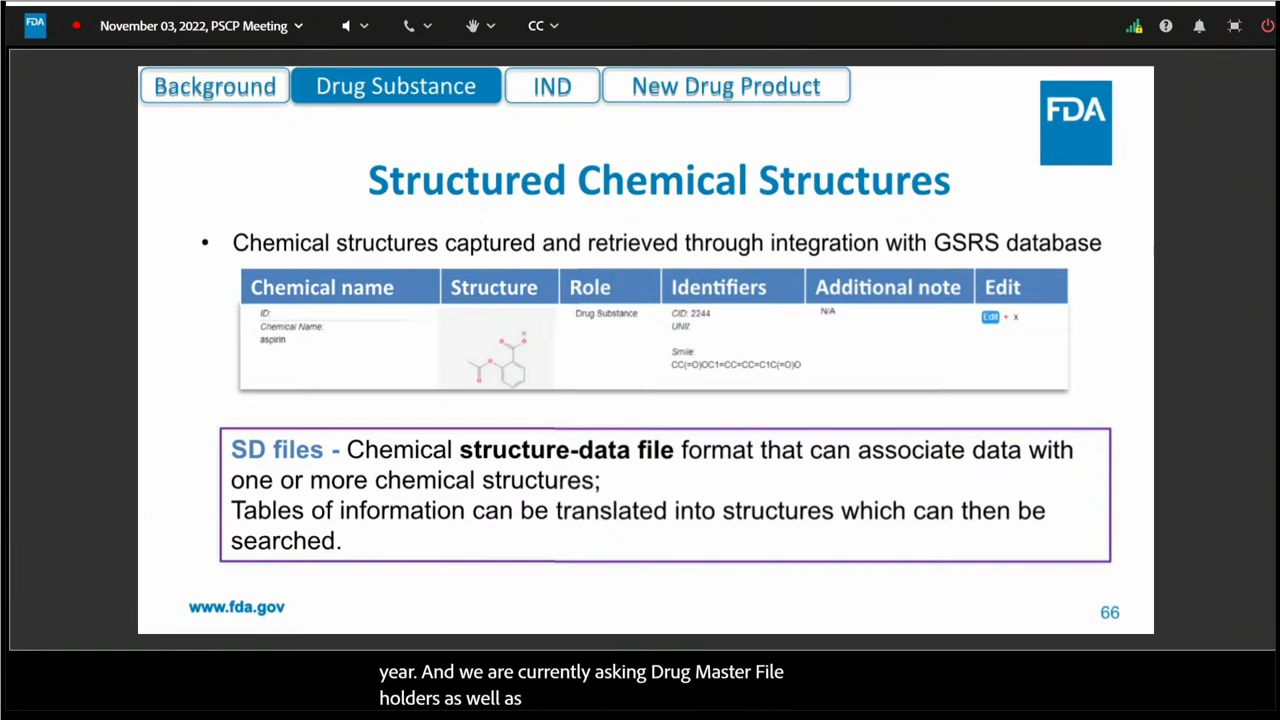 FDA
November 03, 2022, PSCP Meeting
CC
Background
Drug Substance
IND
New Drug Product
FDA
Structured Chemical Structures
• Chemical structures captured and retrieved through integration with GSRS database
Chemical name Structure Role Identifiers Additional note Edit
ID:
Chemical Name:
aspirin
Drug Substance
CID: 2244
UNII:
Smile:
CC(=O)OC1=CC=CC=C1C(=O)O
N/A
Edit + x
SD files - Chemical structure-data file format that can associate data with
one or more chemical structures;
Tables of information can be translated into structures which can then be
searched.
www.fda.gov
66
year. And we are currently asking Drug Master File
holders as well as